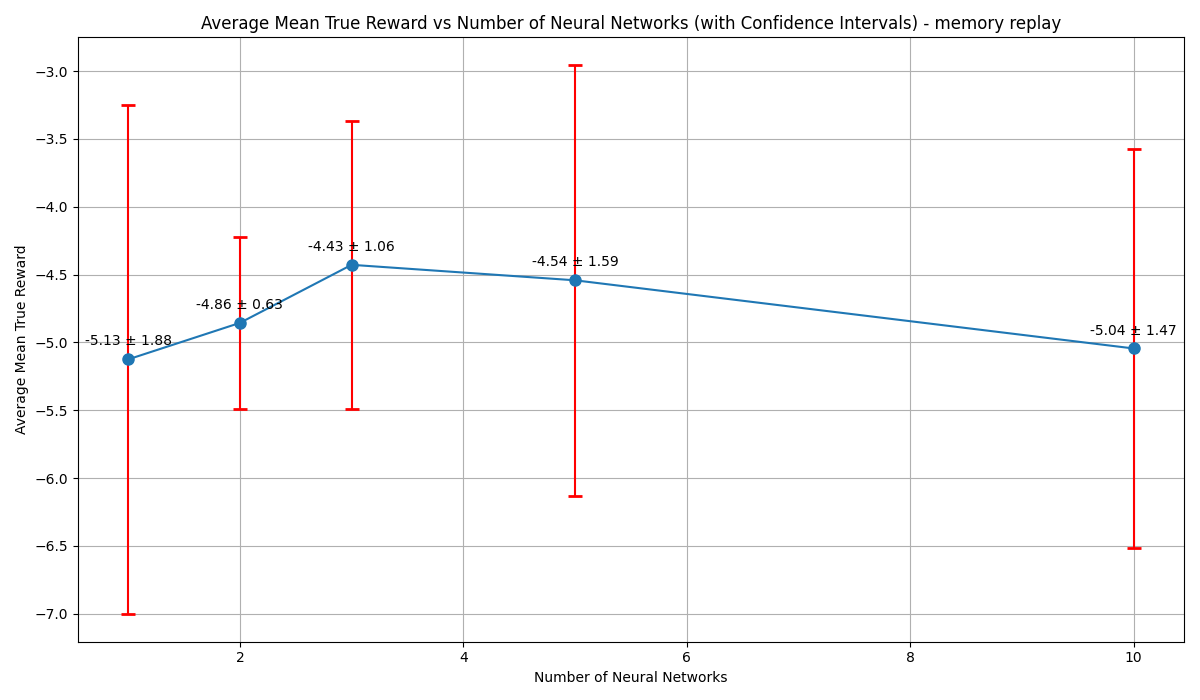 Average Mean True Reward vs Number of Neural Networks (with Confidence Intervals) - memory replay
Average Mean True Reward
−3.0
−3.5
−4.0
−4.5
−5.0
−5.5
−6.0
−6.5
−7.0
-5.13 ± 1.88
-4.86 ± 0.63
-4.43 ± 1.06
-4.54 ± 1.59
-5.04 ± 1.47
2
4
6
8
10
Number of Neural Networks